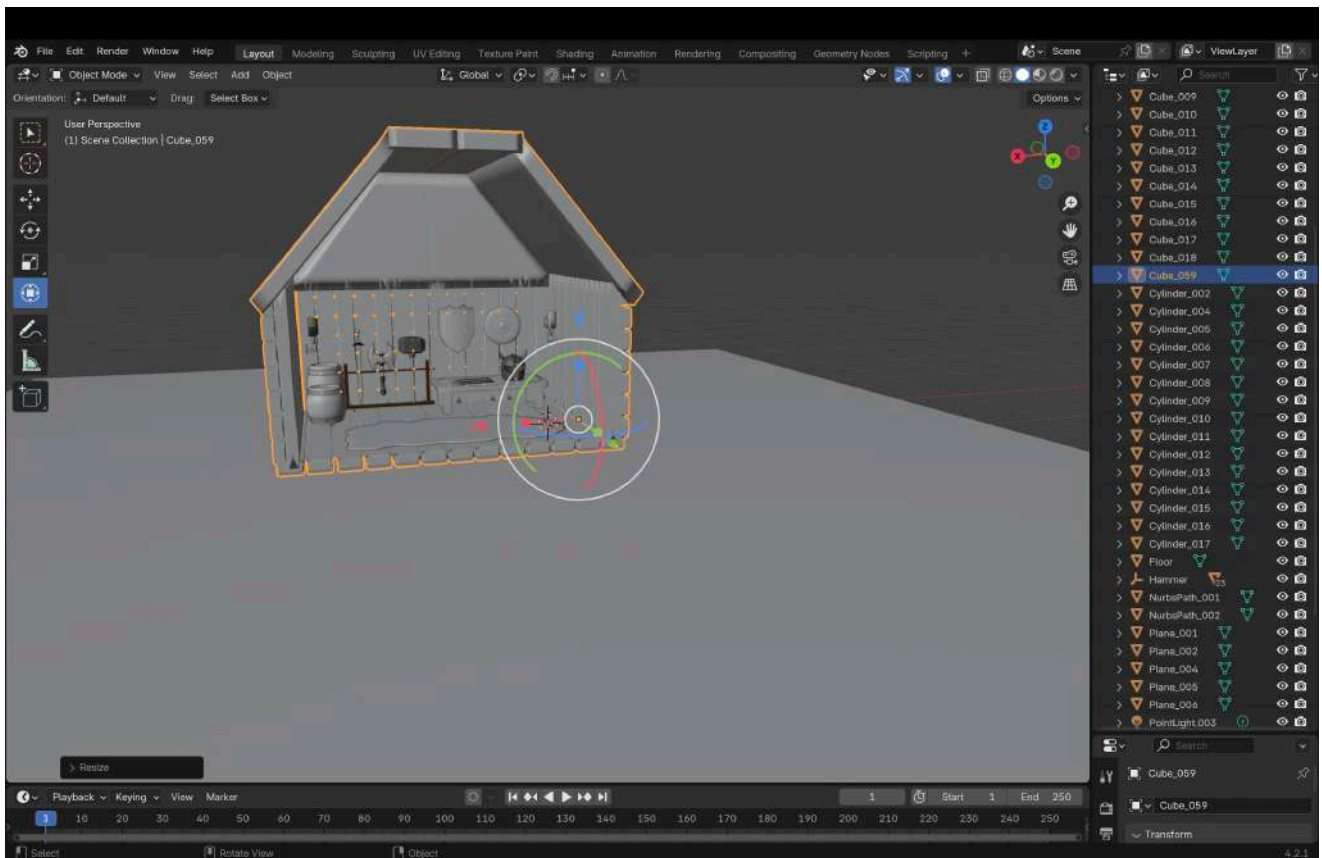 File Edit Render Window Help Layout Modeling Sculpting UV Editing Texture Paint Shading Animation Rendering Compositing Geometry Nodes Scripting + Scene ViewLayer
Object Mode View Select Add Object Global Search
Orientation: Default Drag: Select Box Options
User Perspective
(1) Scene Collection | Cube_059
Z
X
Y
Cube_009
Cube_010
Cube_011
Cube_012
Cube_013
Cube_014
Cube_015
Cube_016
Cube_017
Cube_018
Cube_059
Cylinder_002
Cylinder_004
Cylinder_005
Cylinder_006
Cylinder_007
Cylinder_008
Cylinder_009
Cylinder_010
Cylinder_011
Cylinder_012
Cylinder_013
Cylinder_014
Cylinder_015
Cylinder_016
Cylinder_017
Floor
Hammer 23
NurbsPath_001
NurbsPath_002
Plane_001
Plane_002
Plane_004
Plane_005
Plane_006
PointLight.003
Search
Cube_059
Cube_059
Transform
> Resize
Playback Keying View Marker 1 Start 1 End 250
1 10 20 30 40 50 60 70 80 90 100 110 120 130 140 150 160 170 180 190 200 210 220 230 240 250
Select Rotate View Object 4.2.1